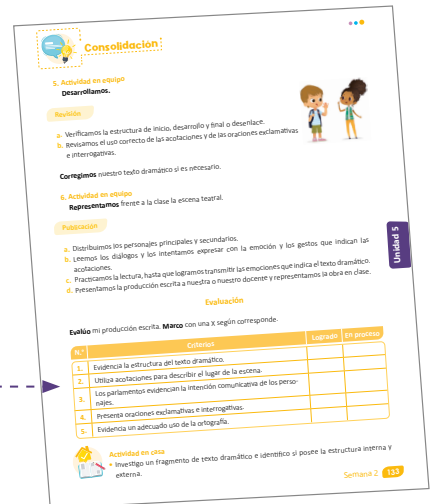 Consolidación
5. Actividad en equipo
Desarrollamos.
Revisión
a. Verificamos la estructura de inicio, desarrollo y final o desenlace.
b. Revisamos el uso correcto de las acotaciones y de las oraciones exclamativas
e interrogativas.
Corregimos nuestro texto dramático si es necesario.
6. Actividad en equipo
Representamos frente a la clase la escena teatral.
Publicación
a. Distribuimos los personajes principales y secundarios.
b. Leemos los diálogos y los intentamos expresar con la emoción y los gestos que indican las
acotaciones.
c. Practicamos la lectura, hasta que logramos transmitir las emociones que indica el texto dramático.
d. Presentamos la producción escrita a nuestra o nuestro docente y representamos la obra en clase.
Unidad 5
Evaluación
Evalúo mi producción escrita. Marco con una X según corresponde.
N.° Criterios Logrado En proceso
1. Evidencia la estructura del texto dramático.
2. Utiliza acotaciones para describir el lugar de la escena.
3. Los parlamentos evidencian la intención comunicativa de los perso-
najes.
4. Presenta oraciones exclamativas e interrogativas.
5. Evidencia un adecuado uso de la ortografía.
Actividad en casa
• Investigo un fragmento de texto dramático e identifico si posee la estructura interna y
externa.
Semana 2 133